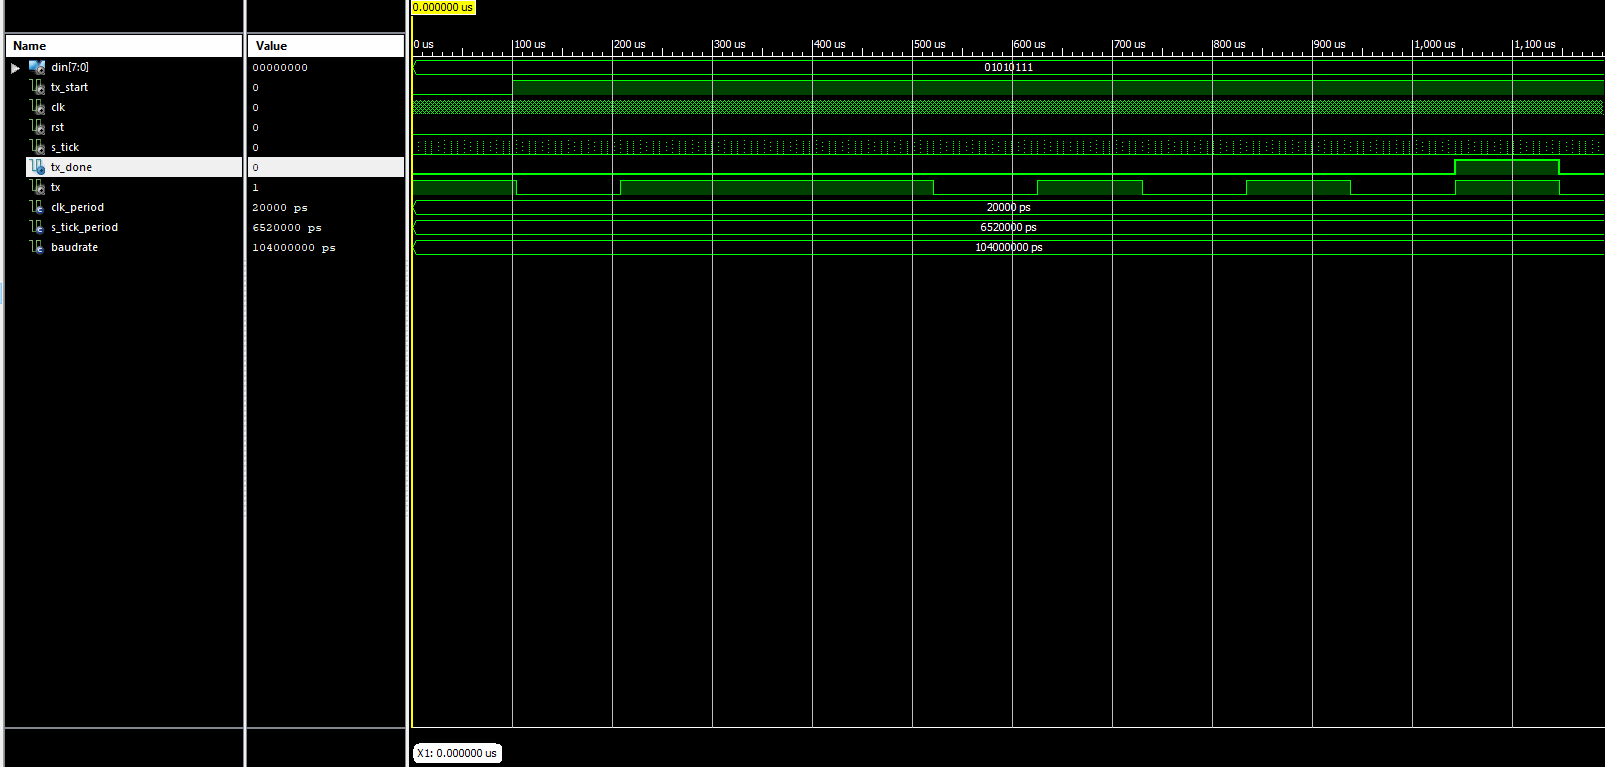 0.000000 us
Name Value
0 us 100 us 200 us 300 us 400 us 500 us 600 us 700 us 800 us 900 us 1,000 us 1,100 us
din[7:0] 00000000 01010111
tx_start 0
clk 0
rst 0
s_tick 0
tx_done 0
tx 1
clk_period 20000 ps 20000 ps
s_tick_period 6520000 ps 6520000 ps
baudrate 104000000 ps 104000000 ps
X1: 0.000000 us